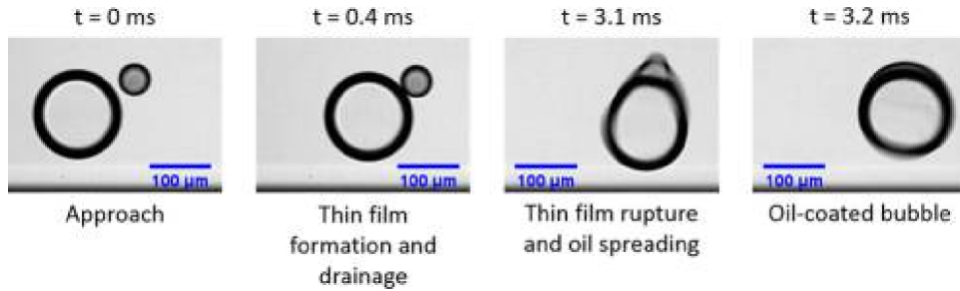 t = 0 ms
t = 0.4 ms
t = 3.1 ms
t = 3.2 ms
100 µm
100 µm
100 µm
100 µm
Approach
Thin film
formation and
drainage
Thin film rupture
and oil spreading
Oil-coated bubble